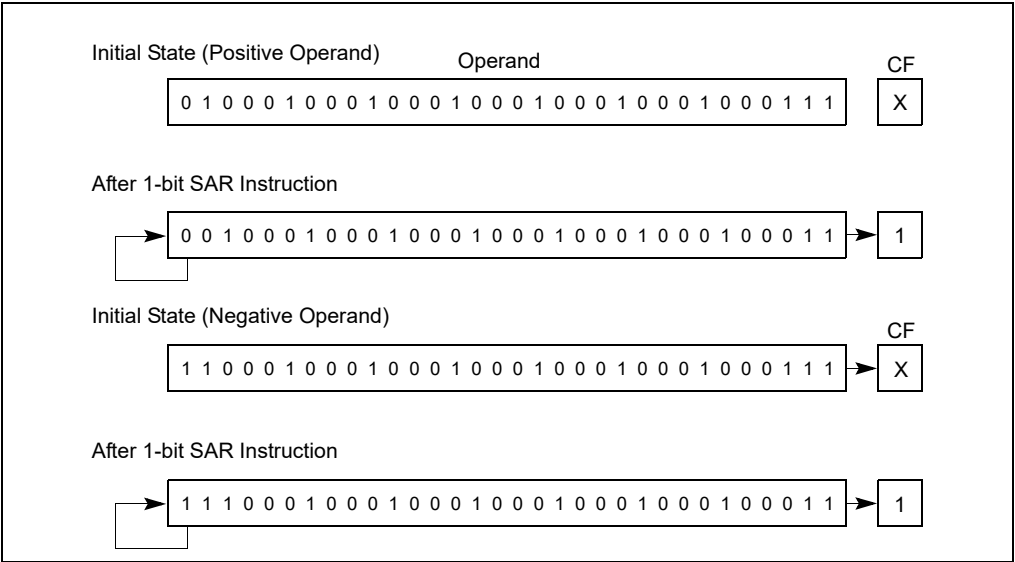 Initial State (Positive Operand)
Operand
CF
0 1 0 0 0 1 0 0 0 1 0 0 0 1 0 0 0 1 0 0 0 1 0 0 0 1 0 0 0 1 1 1 X
After 1-bit SAR Instruction
0 0 1 0 0 0 1 0 0 0 1 0 0 0 1 0 0 0 1 0 0 0 1 0 0 0 1 0 0 0 1 1 1
Initial State (Negative Operand)
CF
1 1 0 0 0 1 0 0 0 1 0 0 0 1 0 0 0 1 0 0 0 1 0 0 0 1 0 0 0 1 1 1 X
After 1-bit SAR Instruction
1 1 1 0 0 0 1 0 0 0 1 0 0 0 1 0 0 0 1 0 0 0 1 0 0 0 1 0 0 0 1 1 1